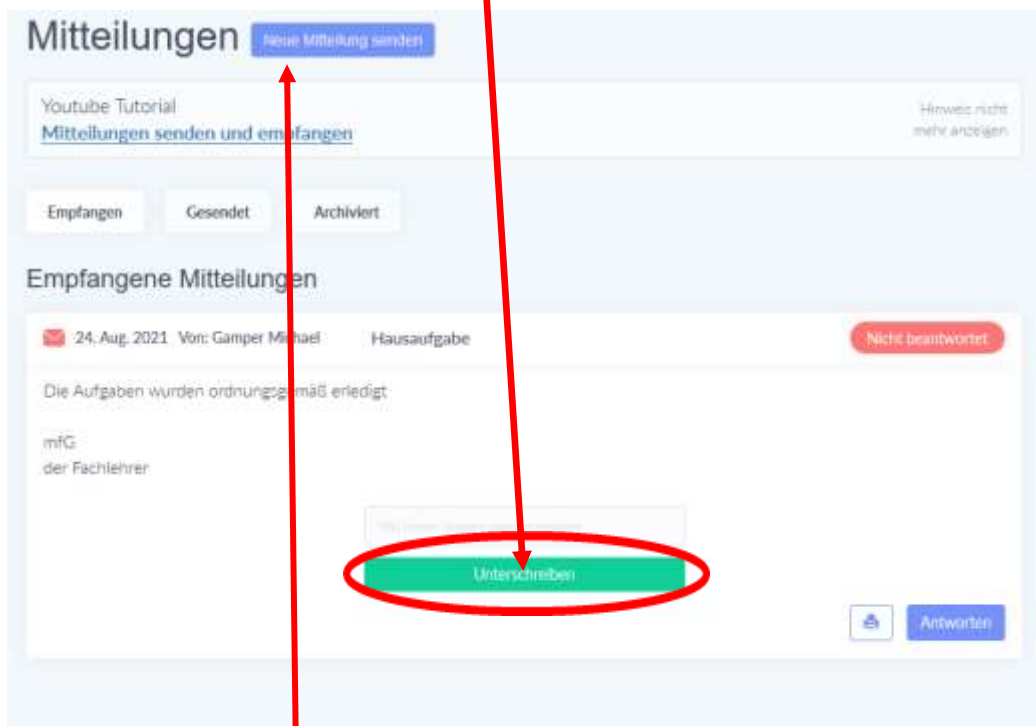 Mitteilungen Neue Mitteilung senden
Youtube Tutorial
Mitteilungen senden und empfangen
Hinweis nicht
mehr anzeigen
Empfangen Gesendet Archiviert
Empfangene Mitteilungen
24. Aug. 2021 Von: Gamper Michael Hausaufgabe Nicht beantwortet
Die Aufgaben wurden ordnungsgemäß erledigt
mfG
der Fachlehrer
Unterschreiben
Antworten